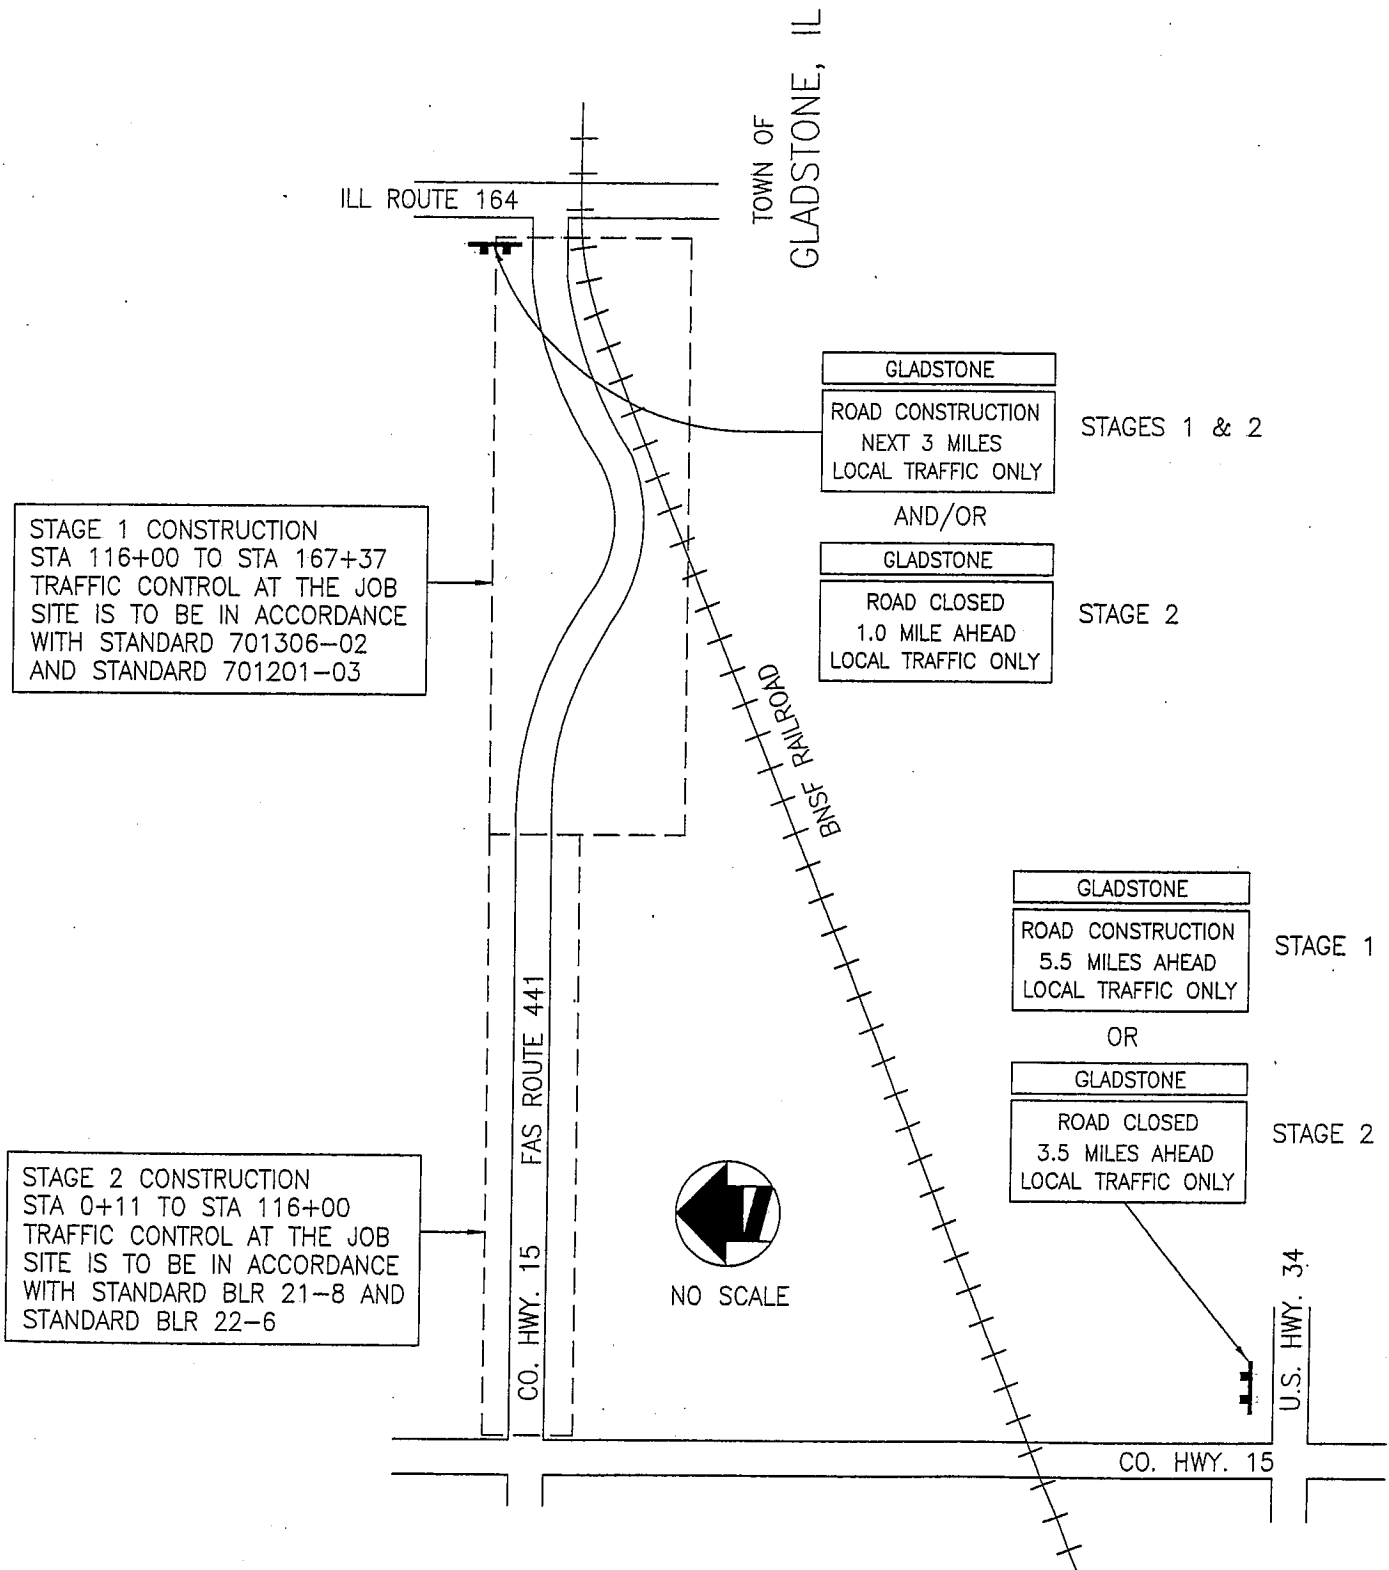 TOWN OF
GLADSTONE, IL
ILL ROUTE 164
GLADSTONE
ROAD CONSTRUCTION
NEXT 3 MILES
LOCAL TRAFFIC ONLY
STAGES 1 & 2
AND/OR
GLADSTONE
ROAD CLOSED
1.0 MILE AHEAD
LOCAL TRAFFIC ONLY
STAGE 2
STAGE 1 CONSTRUCTION
STA 116+00 TO STA 167+37
TRAFFIC CONTROL AT THE JOB
SITE IS TO BE IN ACCORDANCE
WITH STANDARD 701306-02
AND STANDARD 701201-03
BNSF RAILROAD
GLADSTONE
ROAD CONSTRUCTION
5.5 MILES AHEAD
LOCAL TRAFFIC ONLY
STAGE 1
OR
GLADSTONE
ROAD CLOSED
3.5 MILES AHEAD
LOCAL TRAFFIC ONLY
STAGE 2
STAGE 2 CONSTRUCTION
STA 0+11 TO STA 116+00
TRAFFIC CONTROL AT THE JOB
SITE IS TO BE IN ACCORDANCE
WITH STANDARD BLR 21-8 AND
STANDARD BLR 22-6
CO. HWY. 15 FAS ROUTE 441
NO SCALE
U.S. HWY. 34
CO. HWY. 15